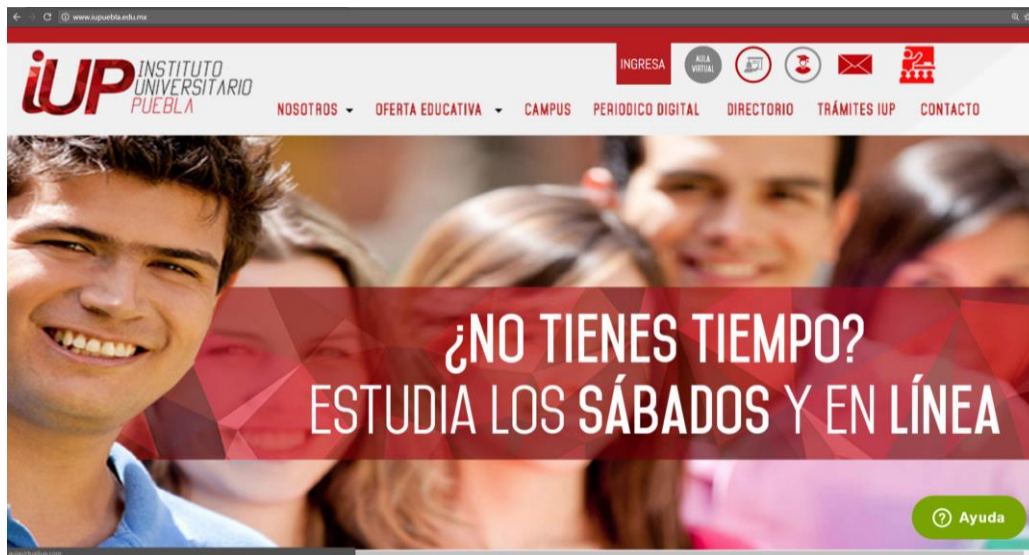 www.iupuebla.edu.mx
iUP
INSTITUTO
UNIVERSITARIO
PUEBLA
INGRESA
AULA
VIRTUAL
NOSOTROS
OFERTA EDUCATIVA
CAMPUS
PERIODICO DIGITAL
DIRECTORIO
TRÁMITES IUP
CONTACTO
¿NO TIENES TIEMPO?
ESTUDIA LOS SÁBADOS Y EN LÍNEA
? Ayuda